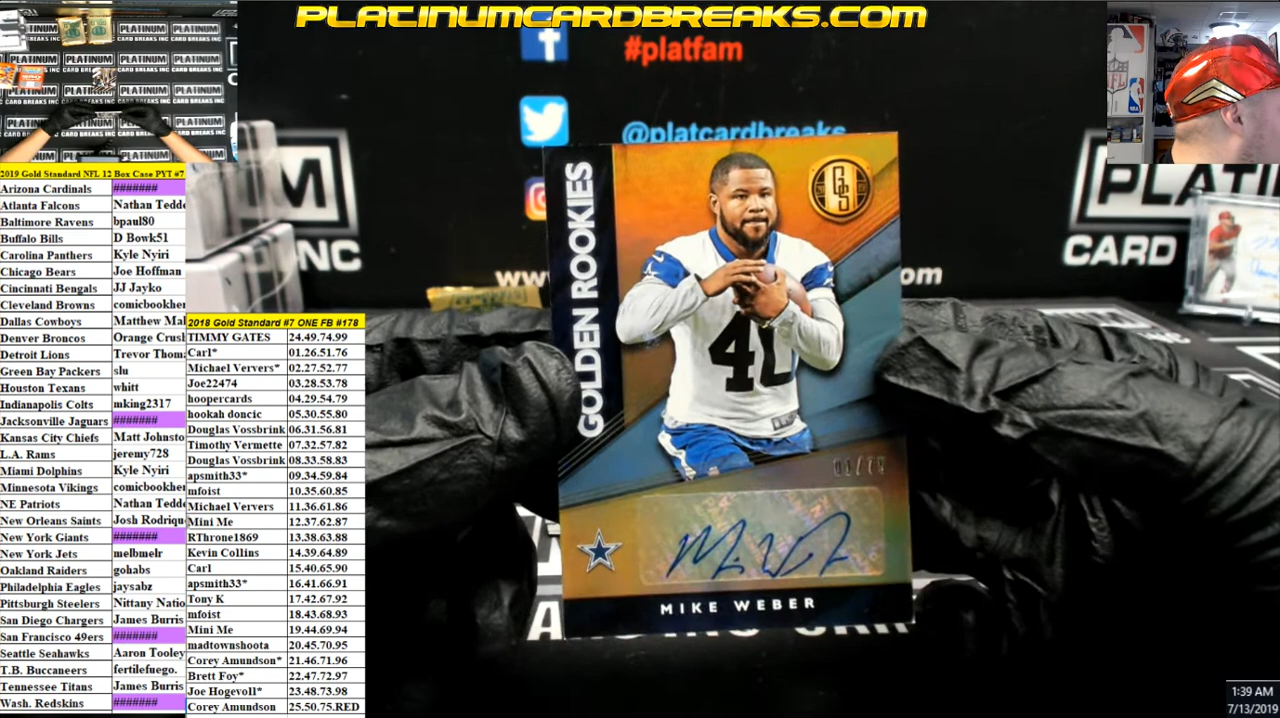 PLATINUMCARDBREAKS.COM
#platfam
@platcardbreaks
2019 Gold Standard NFL 12 Box Case PYT #7
Arizona Cardinals #######
Atlanta Falcons Nathan Tedde
Baltimore Ravens bpaul80
Buffalo Bills D Bowk51
Carolina Panthers Kyle Nyiri
Chicago Bears Joe Hoffman
Cincinnati Bengals JJ Jayko
Cleveland Browns comicbookher
Dallas Cowboys Matthew Mal
Denver Broncos Orange Crus
Detroit Lions Trevor Thom
Green Bay Packers slu
Houston Texans whitt
Indianapolis Colts mking2317
Jacksonville Jaguars #######
Kansas City Chiefs Matt Johnsto
L.A. Rams jeremy728
Miami Dolphins Kyle Nyiri
Minnesota Vikings comicbookher
NE Patriots Nathan Tedde
New Orleans Saints Josh Rodriqu
New York Giants #######
New York Jets melbmelr
Oakland Raiders gohabs
Philadelphia Eagles jaysabz
Pittsburgh Steelers Nittany Natio
San Diego Chargers James Burris
San Francisco 49ers #######
Seattle Seahawks Aaron Tooley
T.B. Buccaneers fertilefuego.
Tennessee Titans James Burris
Wash. Redskins #######
2018 Gold Standard #7 ONE FB #178
TIMMY GATES 24.49.74.99
Carl* 01.26.51.76
Michael Ververs* 02.27.52.77
Joe22474 03.28.53.78
hoopercards 04.29.54.79
hookah doncic 05.30.55.80
Douglas Vossbrink 06.31.56.81
Timothy Vermette 07.32.57.82
Douglas Vossbrink 08.33.58.83
apsmith33* 09.34.59.84
mfoist 10.35.60.85
Michael Ververs 11.36.61.86
Mini Me 12.37.62.87
RThrone1869 13.38.63.88
Kevin Collins 14.39.64.89
Carl 15.40.65.90
apsmith33* 16.41.66.91
Tony K 17.42.67.92
mfoist 18.43.68.93
Mini Me 19.44.69.94
madtownshoota 20.45.70.95
Corey Amundson* 21.46.71.96
Brett Foy* 22.47.72.97
Joe Hogevoll* 23.48.73.98
Corey Amundson 25.50.75.RED
GOLDEN ROOKIES
GS
40
MIKE WEBER
INC
CARD
1:39 AM
7/13/2019